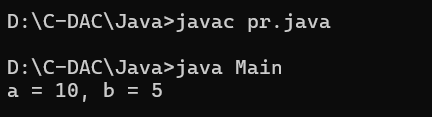 D:\C-DAC\Java>javac pr.java
D:\C-DAC\Java>java Main
a = 10, b = 5